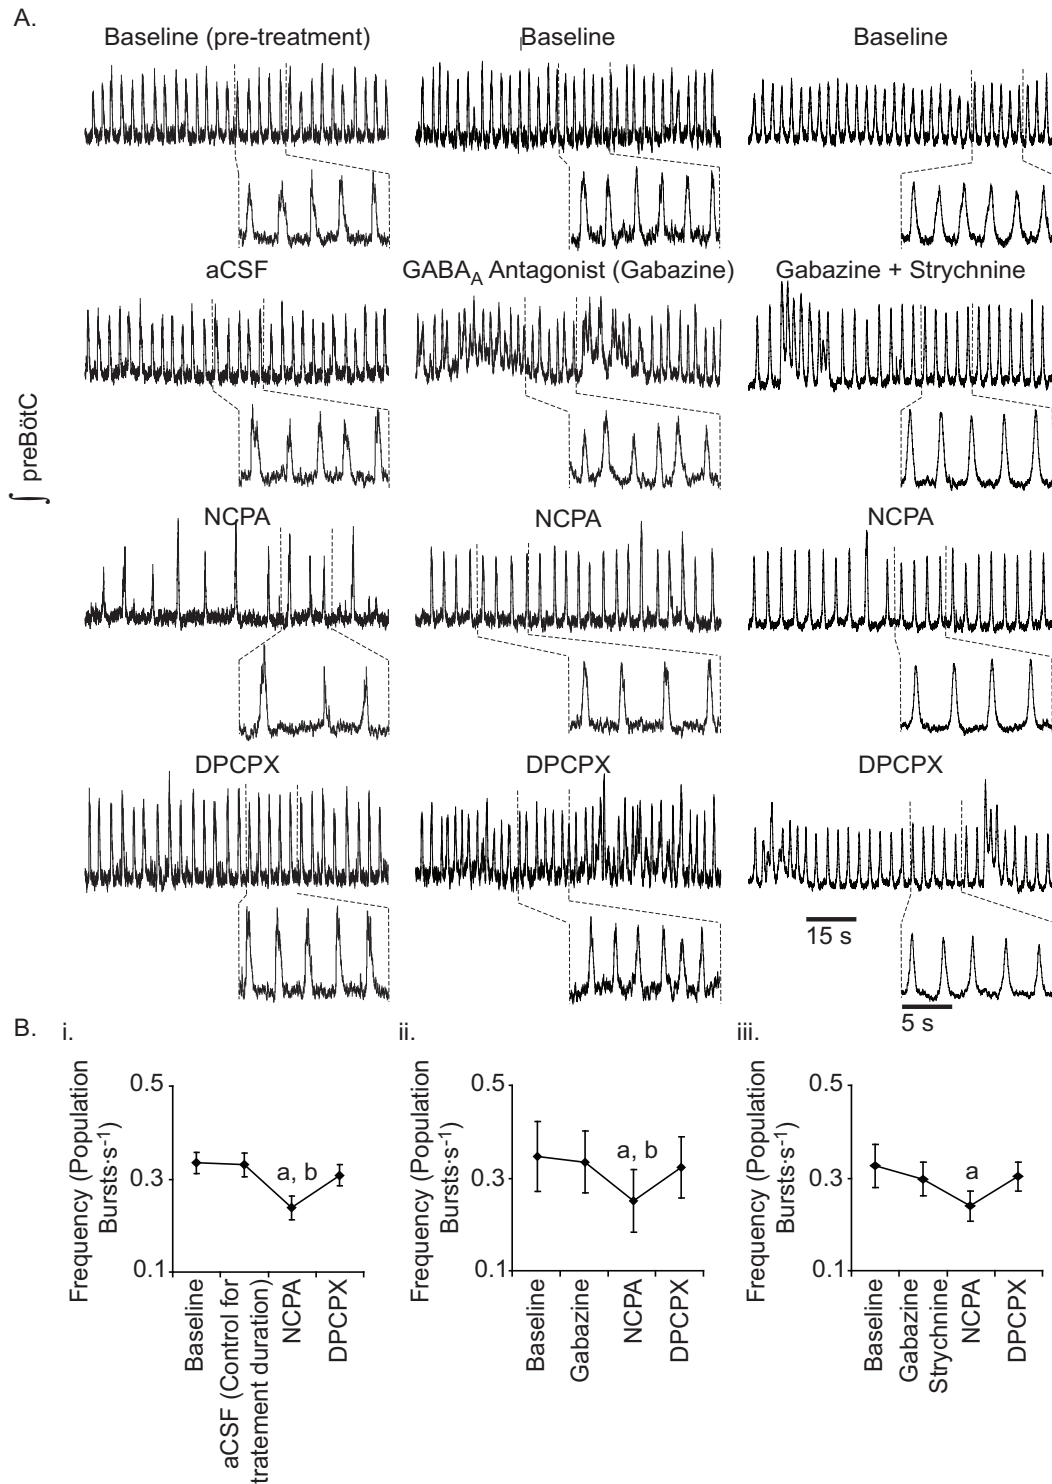 A.
Baseline (pre-treatment)
Baseline
Baseline
aCSF
GABAA Antagonist (Gabazine)
Gabazine + Strychnine
∫ preBötC
NCPA
NCPA
NCPA
DPCPX
DPCPX
DPCPX
15 s
5 s
B.
i.
Frequency (Population
Bursts·s-1)
0.5
0.3
0.1
a, b
Baseline
aCSF (Control for
tratement duration)
NCPA
DPCPX
ii.
Frequency (Population
Bursts·s-1)
0.5
0.3
0.1
a, b
Baseline
Gabazine
NCPA
DPCPX
iii.
Frequency (Population
Bursts·s-1)
0.5
0.3
0.1
a
Baseline
Gabazine
Strychnine
NCPA
DPCPX